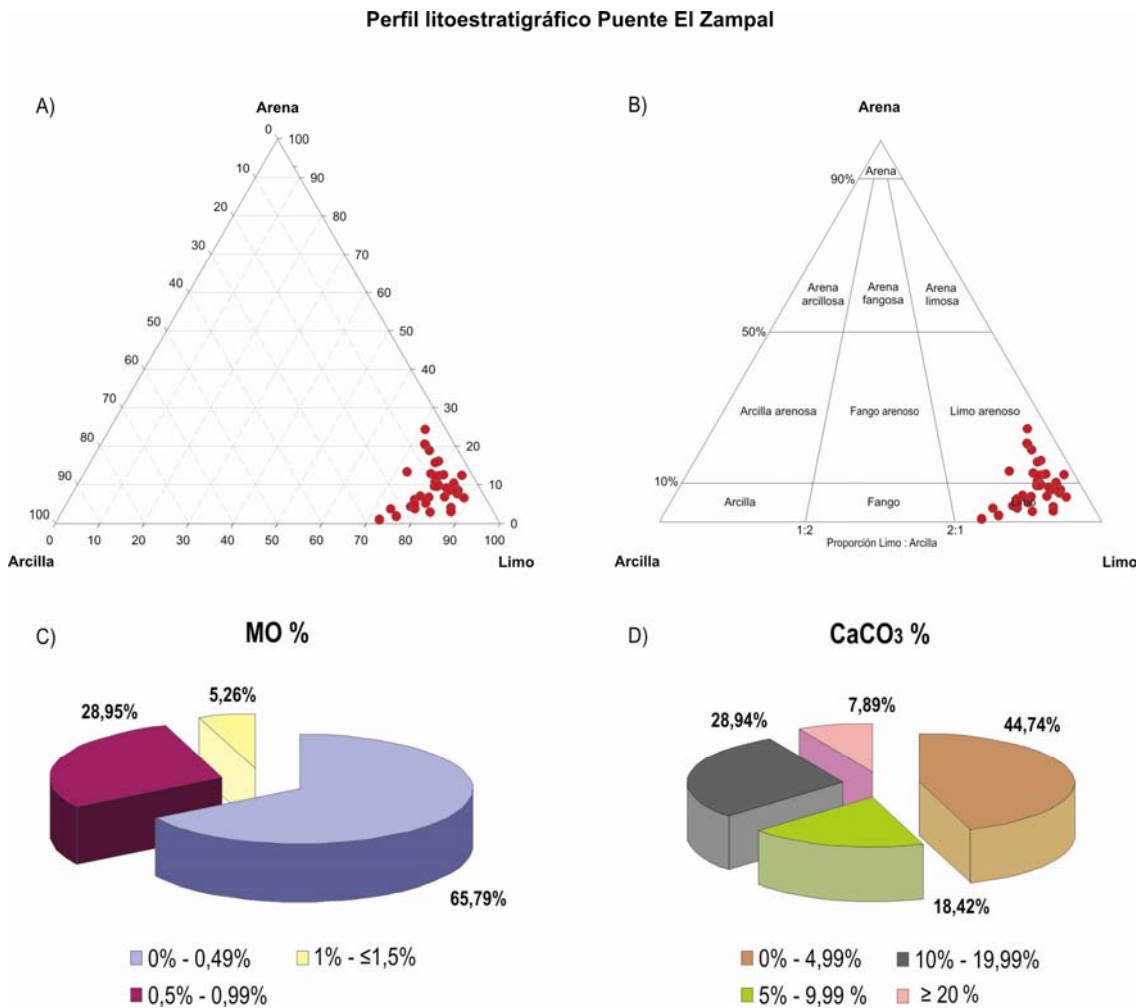 Perfil litoestratigráfico Puente El Zampal
A)
Arena
0 100
10 90
20 80
30 70
40 60
50 50
60 40
70 30
80 20
90 10
100 0
0 10 20 30 40 50 60 70 80 90 100
Arcilla Limo
B)
Arena
90% Arena
Arena arcillosa
Arena fangosa
Arena limosa
50%
Arcilla arenosa Fango arenoso Limo arenoso
10%
Arcilla Fango Limo
1:2 2:1
Proporción Limo : Arcilla
Arcilla Limo
C) MO %
5,26%
28,95%
65,79%
0% - 0,49% 1% - ≤1,5%
0,5% - 0,99%
D) CaCO₃ %
7,89%
28,94% 44,74%
18,42%
0% - 4,99% 10% - 19,99%
5% - 9,99 % ≥ 20 %